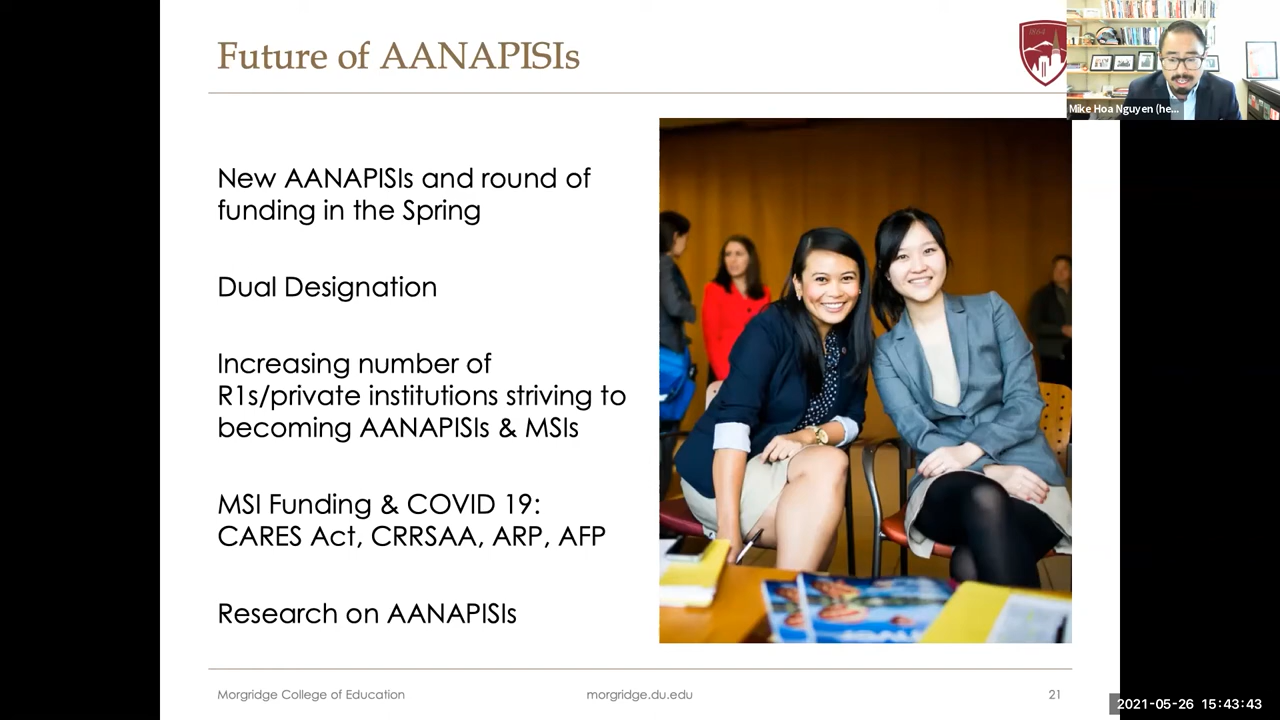 Future of AANAPISIs
1864
Mike Hoa Nguyen (he...
New AANAPISIs and round of
funding in the Spring
Dual Designation
Increasing number of
R1s/private institutions striving to
becoming AANAPISIs & MSIs
MSI Funding & COVID 19:
CARES Act, CRRSAA, ARP, AFP
Research on AANAPISIs
Morgridge College of Education
morgridge.du.edu
21
2021-05-26 15:43:43